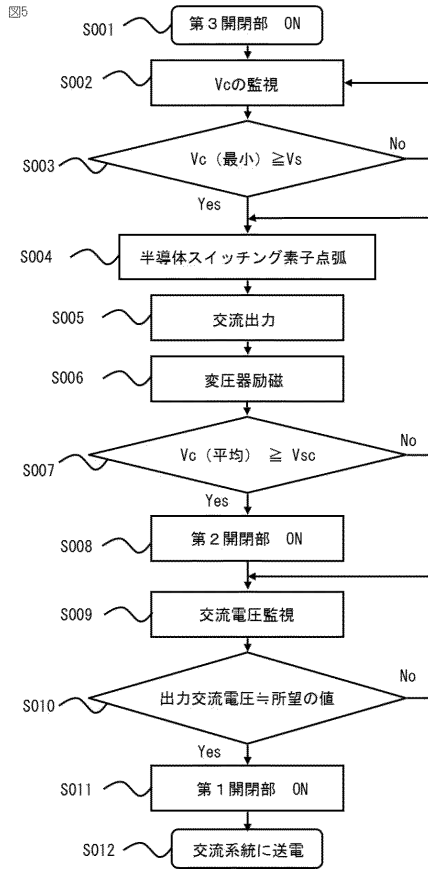 図5
S001
第３開閉部 ON
S002
Vcの監視
S003
Vc（最小）≧Vs
No
Yes
S004
半導体スイッチング素子点弧
S005
交流出力
S006
変圧器励磁
S007
Vc（平均） ≧ Vsc
No
Yes
S008
第２開閉部 ON
S009
交流電圧監視
S010
出力交流電圧≒所望の値
No
Yes
S011
第１開閉部 ON
S012
交流系統に送電